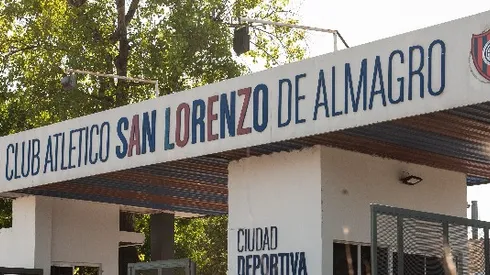 CLUB ATLETICO SAN LORENZO DE ALMAGRO
CIUDAD
DEPORTIVA